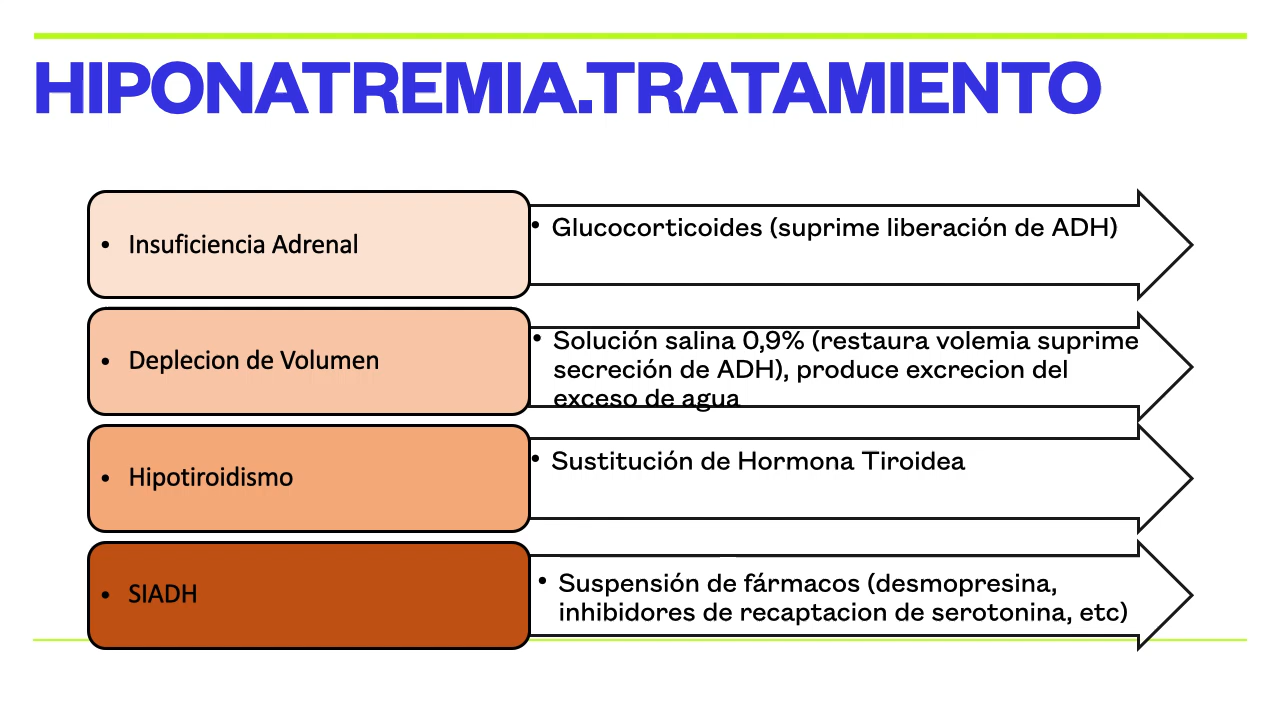 HIPONATREMIA.TRATAMIENTO
• Insuficiencia Adrenal
• Glucocorticoides (suprime liberación de ADH)
• Deplecion de Volumen
• Solución salina 0,9% (restaura volemia suprime
secreción de ADH), produce excrecion del
exceso de agua
• Hipotiroidismo
• Sustitución de Hormona Tiroidea
• SIADH
• Suspensión de fármacos (desmopresina,
inhibidores de recaptacion de serotonina, etc)